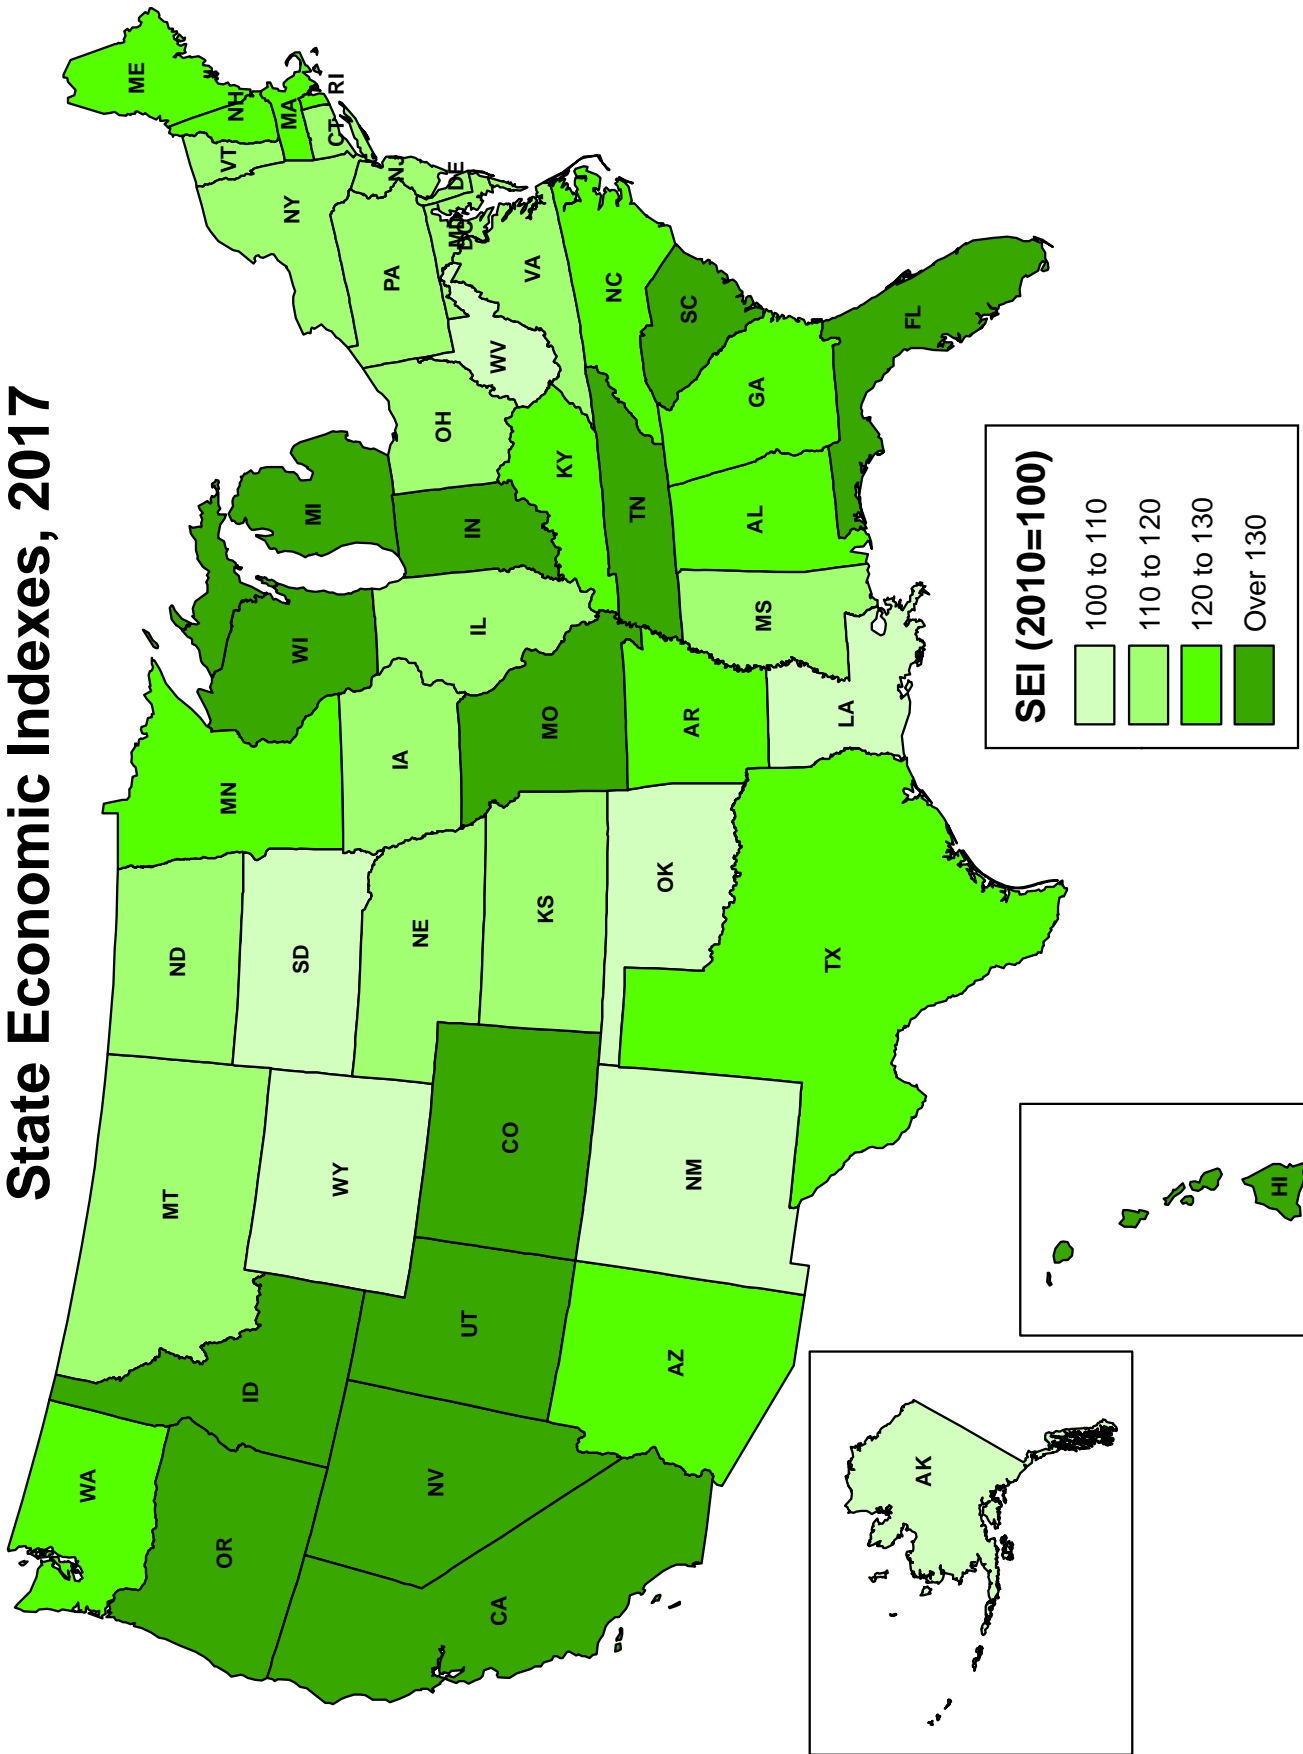 State Economic Indexes, 2017
WA
MT
ND
MN
ME
ID
SD
WI
MI
VT
NH
OR
WY
NE
IA
NY
MA
RI
CT
NV
UT
CO
KS
MO
IL
IN
OH
PA
NJ
CA
WV
MD
DC
DE
VA
KY
AZ
NM
OK
AR
TN
NC
SC
TX
LA
MS
AL
GA
FL
AK
HI
SEI (2010=100)
100 to 110
110 to 120
120 to 130
Over 130